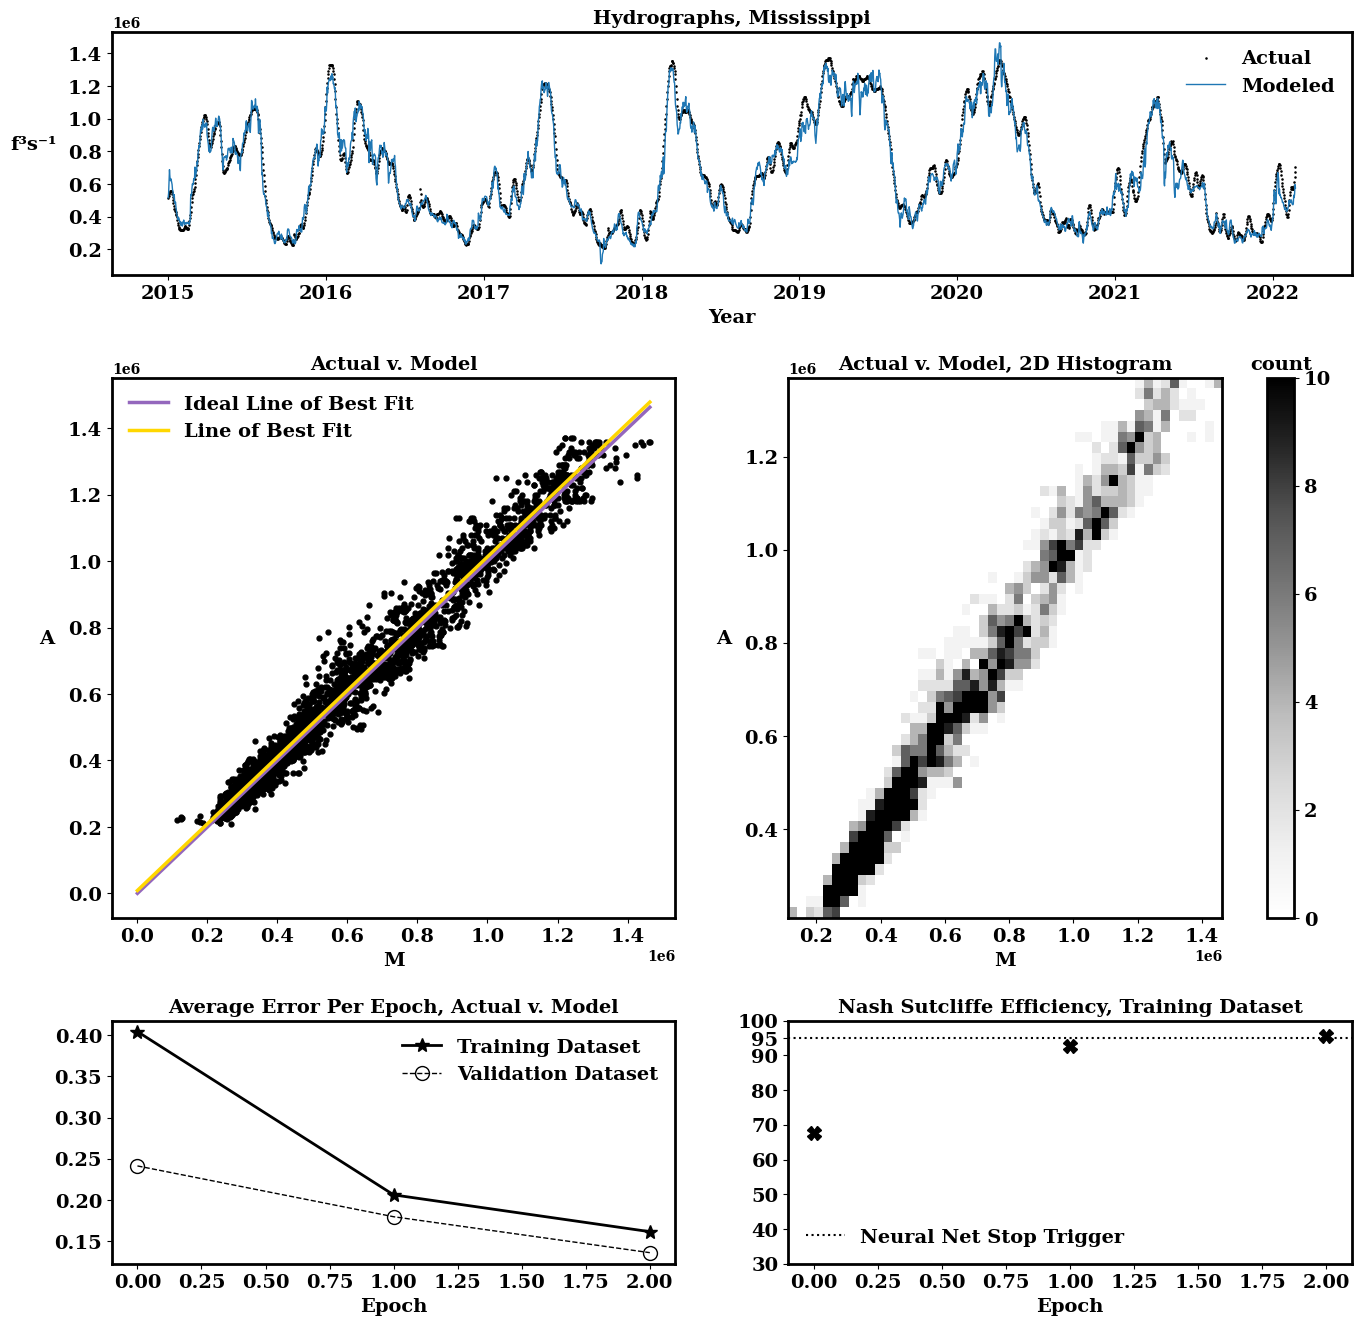 Hydrographs, Mississippi
1e6
1.4
1.2
1.0
0.8
0.6
0.4
0.2
f³s⁻¹
Actual
Modeled
2015 2016 2017 2018 2019 2020 2021 2022
Year
Actual v. Model
1e6
Ideal Line of Best Fit
Line of Best Fit
1.4
1.2
1.0
0.8
0.6
0.4
0.2
0.0
A
0.0 0.2 0.4 0.6 0.8 1.0 1.2 1.4
1e6
M
Actual v. Model, 2D Histogram
1e6
1.2
1.0
0.8
0.6
0.4
A
0.2 0.4 0.6 0.8 1.0 1.2 1.4
1e6
M
count
10
8
6
4
2
0
Average Error Per Epoch, Actual v. Model
0.40
0.35
0.30
0.25
0.20
0.15
Training Dataset
Validation Dataset
0.00 0.25 0.50 0.75 1.00 1.25 1.50 1.75 2.00
Epoch
Nash Sutcliffe Efficiency, Training Dataset
100
95
90
80
70
60
50
40
30
Neural Net Stop Trigger
0.00 0.25 0.50 0.75 1.00 1.25 1.50 1.75 2.00
Epoch